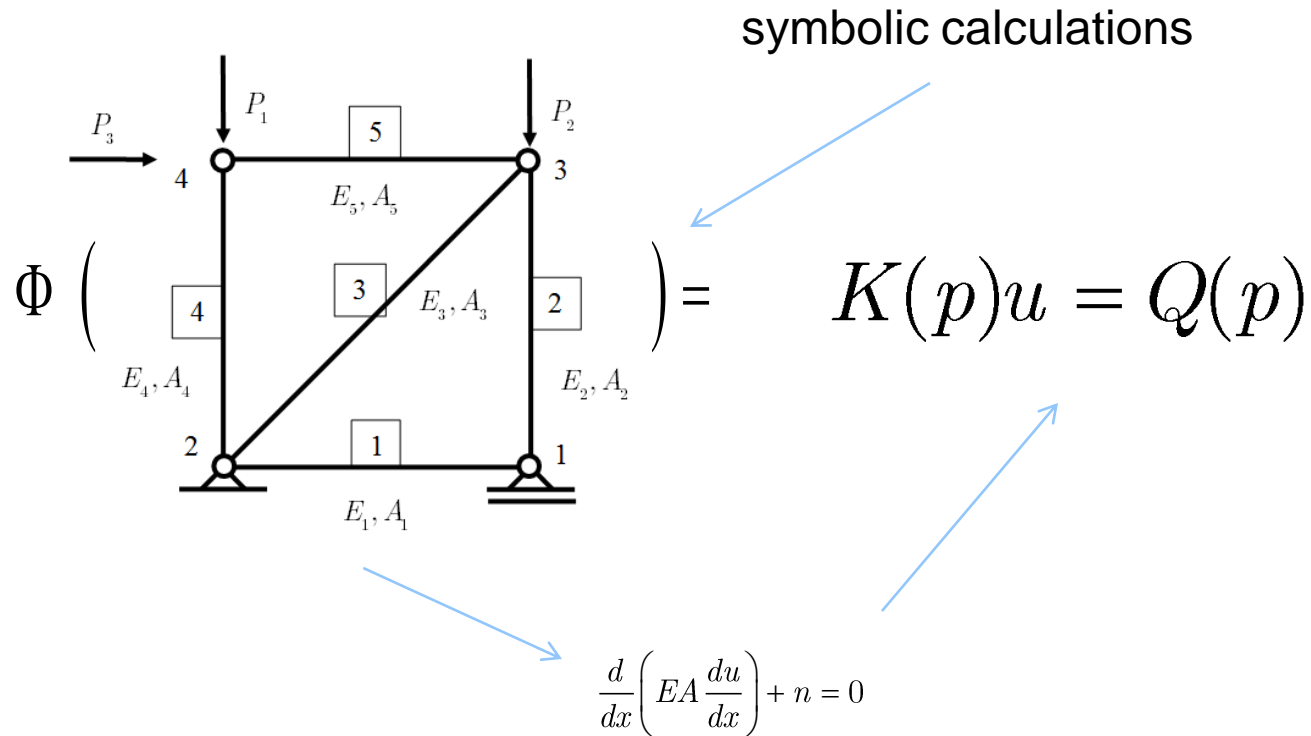 symbolic calculations
P₁
P₂
P₃
5
4
3
E₅, A₅
Φ ( ) = K(p)u = Q(p)
3
E₃, A₃
2
4
E₄, A₄
E₂, A₂
2
1
1
E₁, A₁
d/dx (EA du/dx) + n = 0